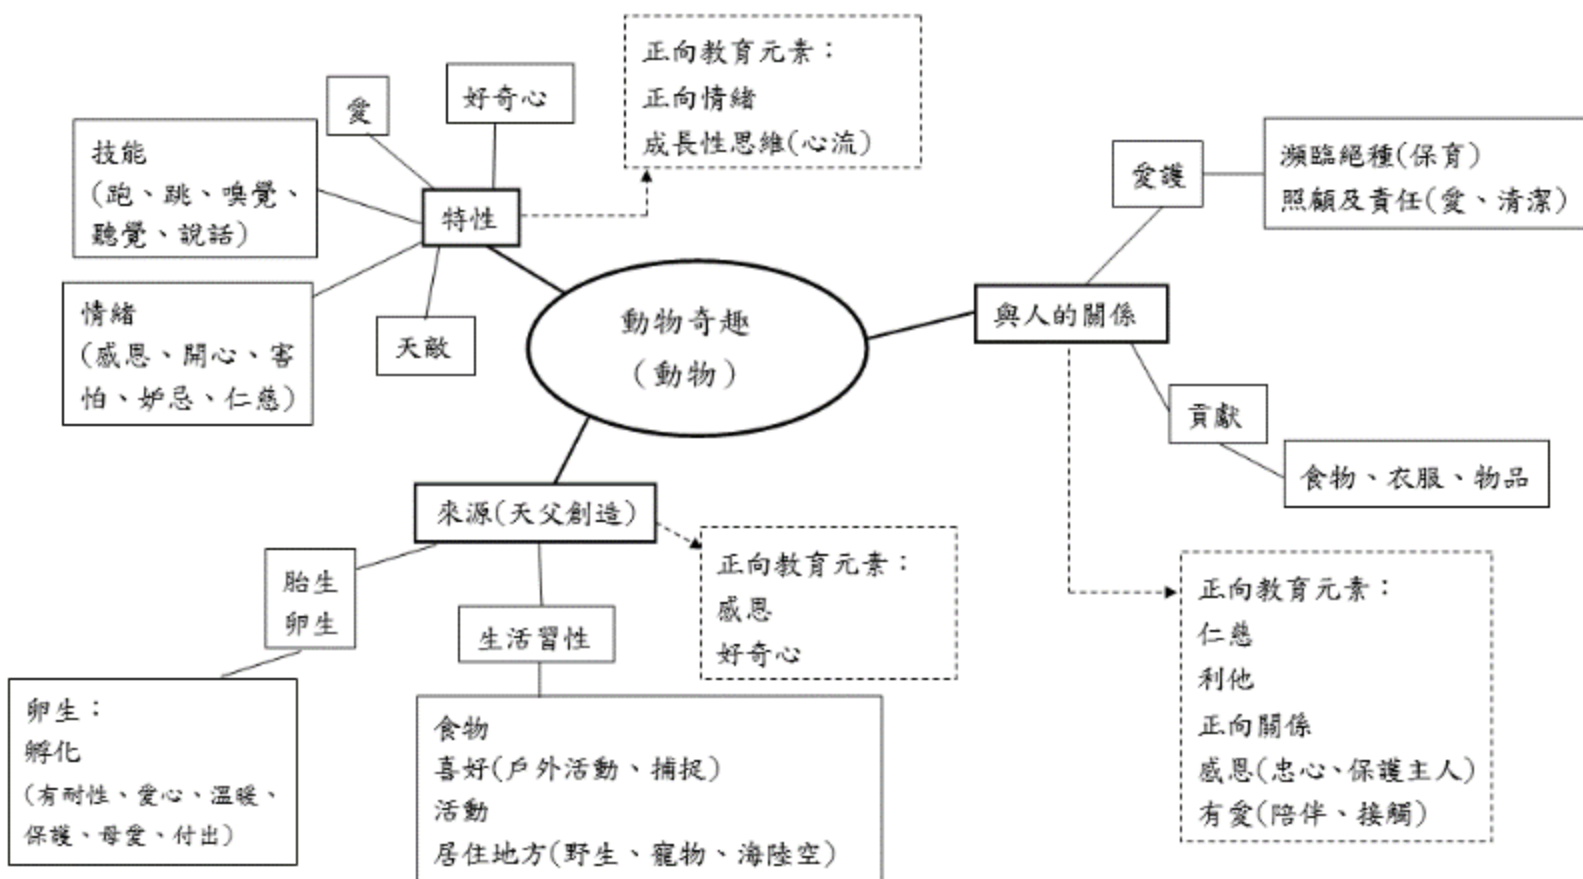 正向教育元素：
正向情緒
成長性思維(心流)
愛
好奇心
技能
(跑、跳、嗅覺、
聽覺、說話)
特性
情緒
(感恩、開心、害
怕、妒忌、仁慈)
天敵
動物奇趣
(動物)
愛護
瀕臨絕種(保育)
照顧及責任(愛、清潔)
與人的關係
貢獻
食物、衣服、物品
來源(天父創造)
正向教育元素：
感恩
好奇心
胎生
卵生
生活習性
卵生：
孵化
(有耐性、愛心、溫暖、
保護、母愛、付出)
食物
喜好(戶外活動、捕捉)
活動
居住地方(野生、寵物、海陸空)
正向教育元素：
仁慈
利他
正向關係
感恩(忠心、保護主人)
有愛(陪伴、接觸)